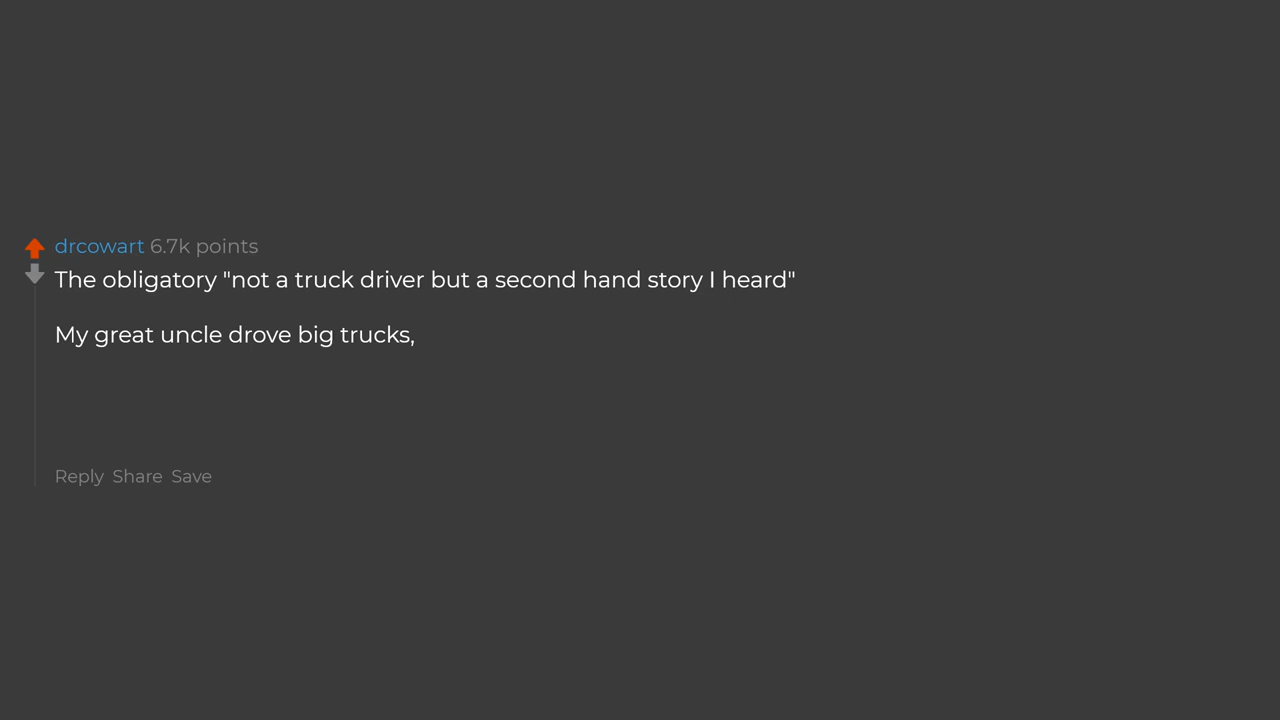 drcowart 6.7k points
The obligatory "not a truck driver but a second hand story I heard"
My great uncle drove big trucks,
Reply Share Save